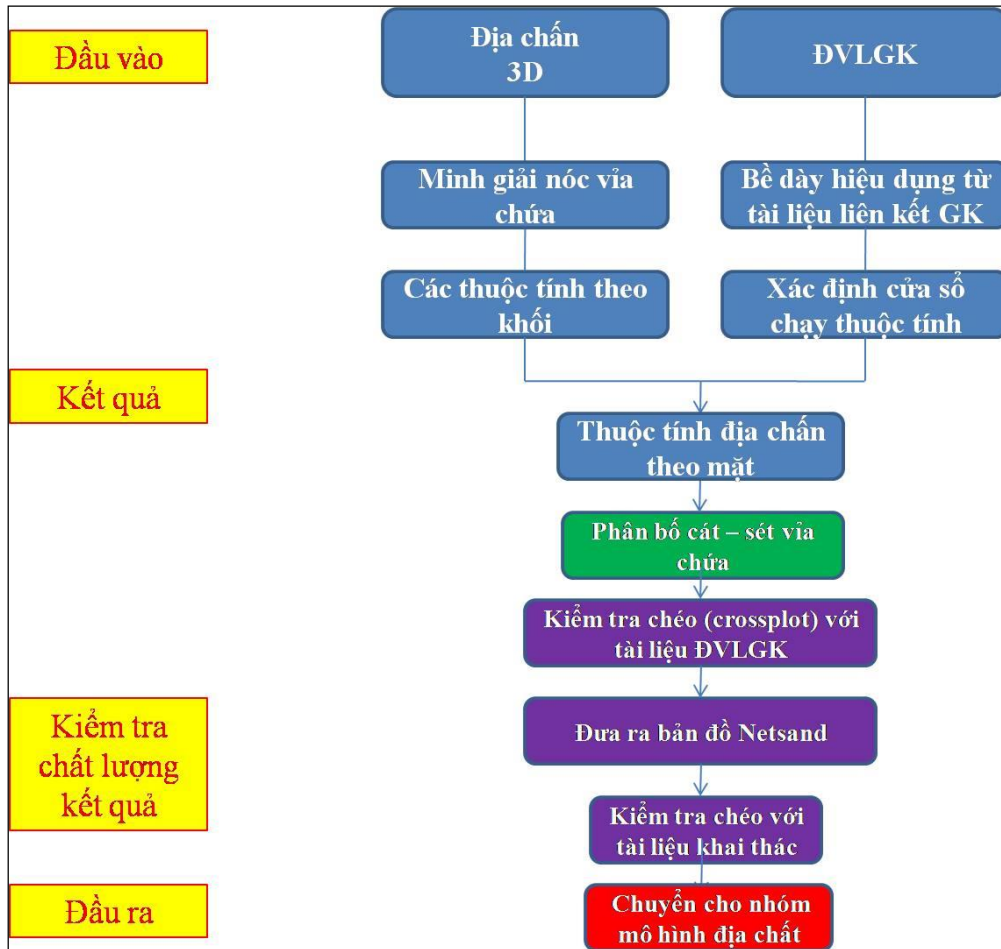 Đầu vào
Địa chấn
3D
ĐVLGK
Minh giải nóc vỉa
chứa
Bề dày hiệu dụng từ
tài liệu liên kết GK
Các thuộc tính theo
khối
Xác định cửa sổ
chạy thuộc tính
Kết quả
Thuộc tính địa chấn
theo mặt
Phân bố cát – sét vỉa
chứa
Kiểm tra chéo (crossplot) với
tài liệu ĐVLGK
Kiểm tra
chất lượng
kết quả
Đưa ra bản đồ Netsand
Kiểm tra chéo với
tài liệu khai thác
Đầu ra
Chuyển cho nhóm
mô hình địa chất